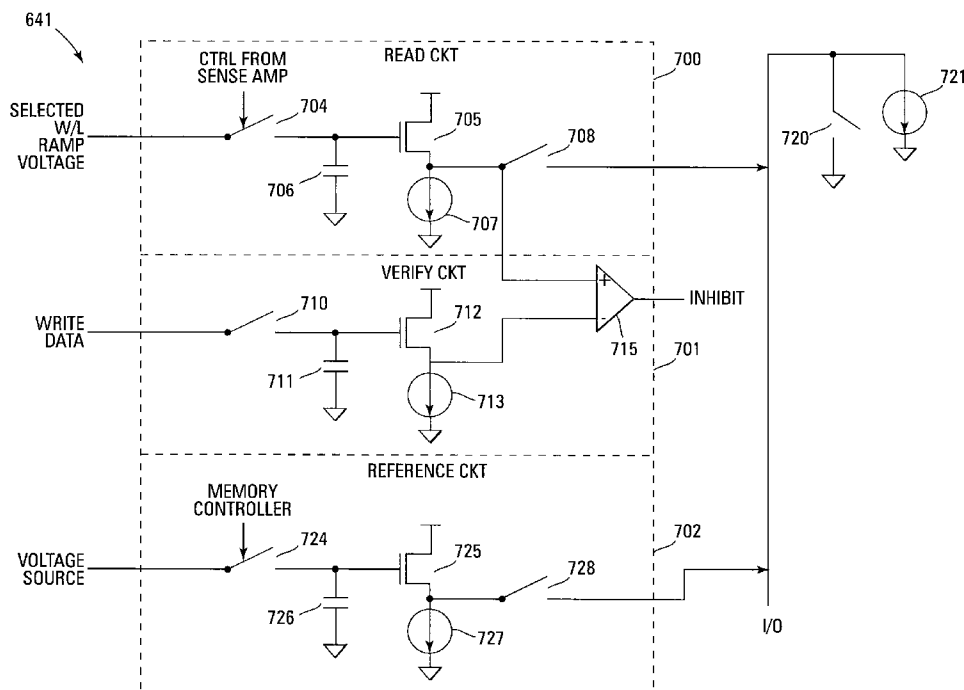 641
READ CKT
700
CTRL FROM
SENSE AMP
704
SELECTED
W/L
RAMP
VOLTAGE
705
706
707
708
720
721
VERIFY CKT
710
712
WRITE
DATA
711
713
+
-
715
INHIBIT
701
REFERENCE CKT
MEMORY
CONTROLLER
724
725
702
VOLTAGE
SOURCE
726
727
728
I/O